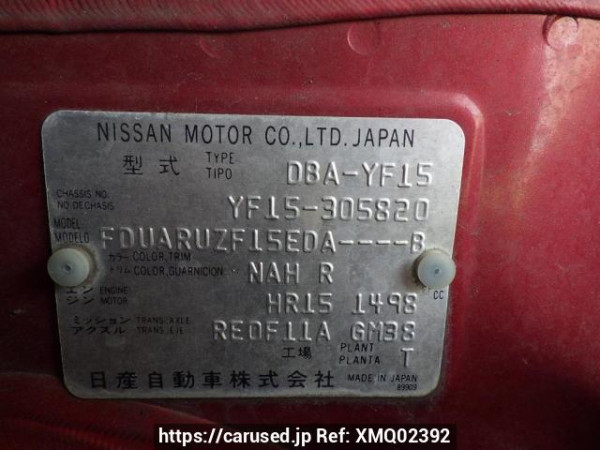 NISSAN MOTOR CO.,LTD. JAPAN
型式 TYPE TIPO DBA-YF15
CHASSIS NO. NO.DECHASIS YF15-305820
MODEL MODELO FDUARUZF15EDA----B
カラー トリム COLOR,TRIM COLOR,GUARNICION NAH R
エンジン ENGINE MOTOR HR15 1498 CC
ミッション アクスル TRANS.AXLE TRANS.EJE RE0F11A GM38
工場 PLANT PLANTA T
日産自動車株式会社 MADE IN JAPAN
89909
https://carused.jp Ref: XMQ02392